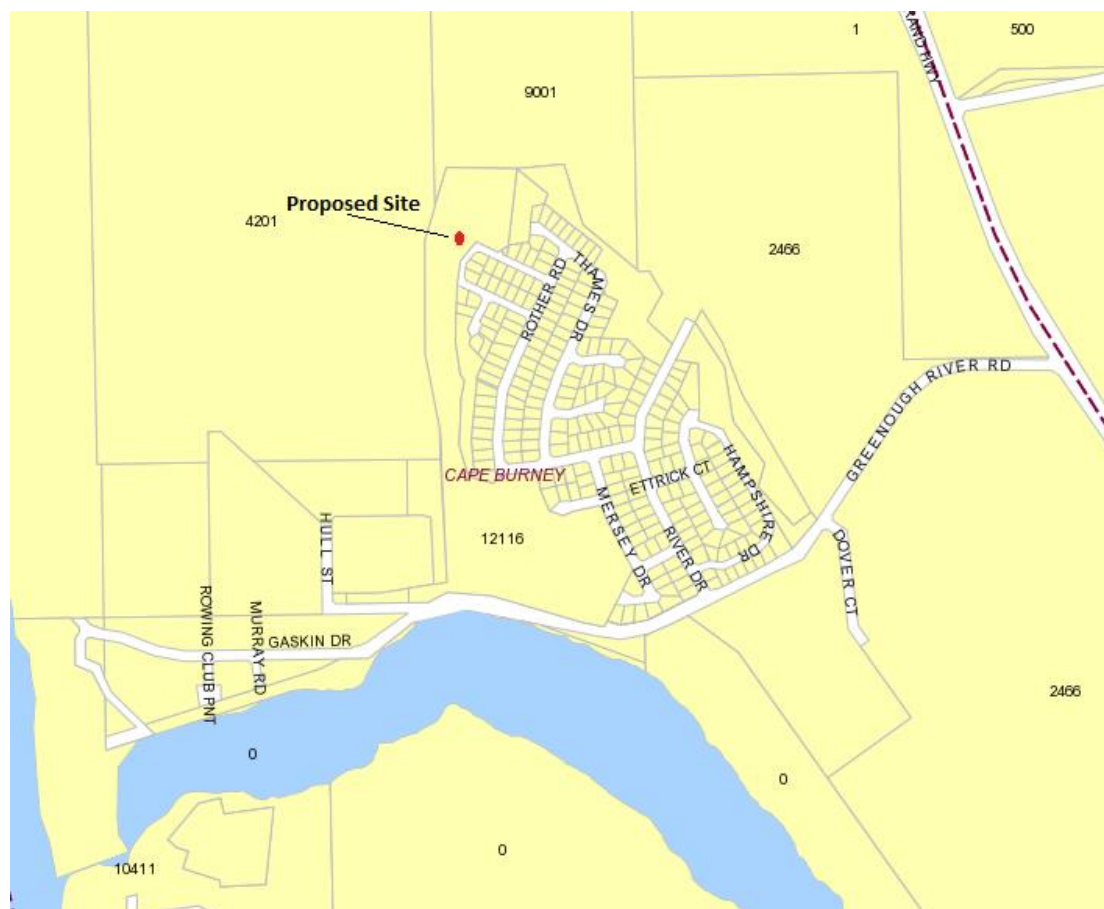 1
500
RAND HWY
9001
Proposed Site
4201
2466
THAMES DR
ROTHER RD
GREENOUGH RIVER RD
CAPE BURNEY
ETTRICK CT
HAMPSHIRE DR
MERSEY DR
RIVER DR
12116
HULL ST
DOVER CT
ROWING CLUB PNT
MURRAY RD
GASKIN DR
2466
0
0
0
10411